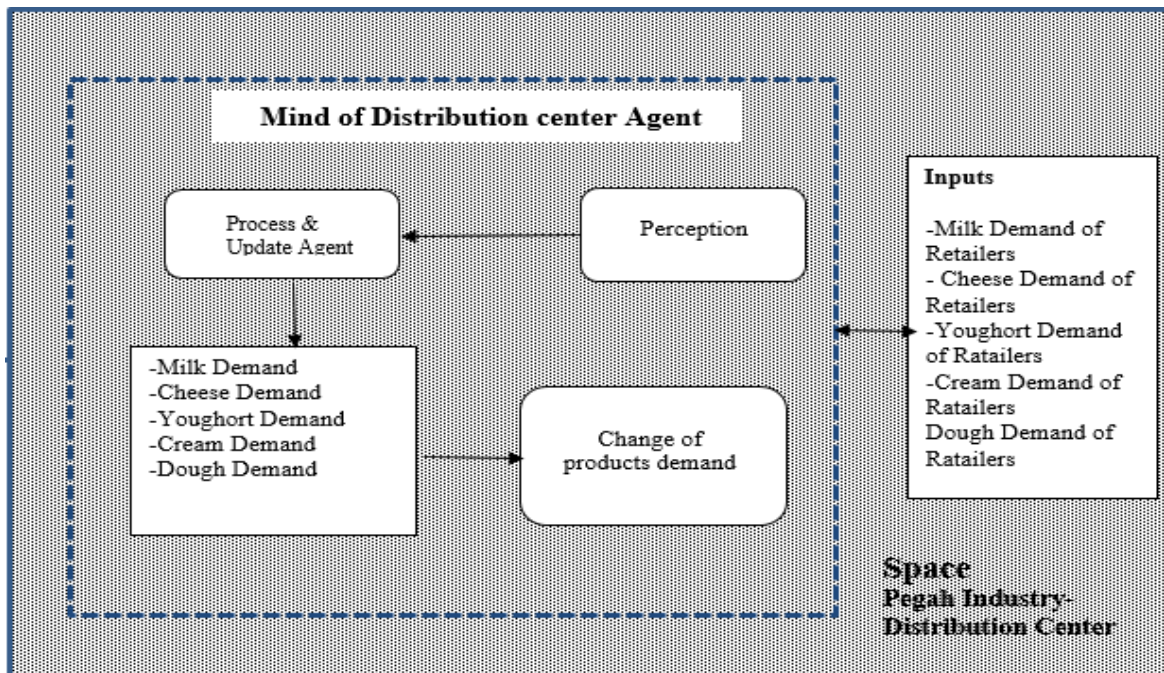 Mind of Distribution center Agent
Process &
Update Agent
Perception
-Milk Demand
-Cheese Demand
-Youghort Demand
-Cream Demand
-Dough Demand
Change of
products demand
Inputs
-Milk Demand of
Retailers
- Cheese Demand of
Retailers
-Youghort Demand
of Ratailers
-Cream Demand of
Ratailers
Dough Demand of
Ratailers
Space
Pegah Industry-
Distribution Center